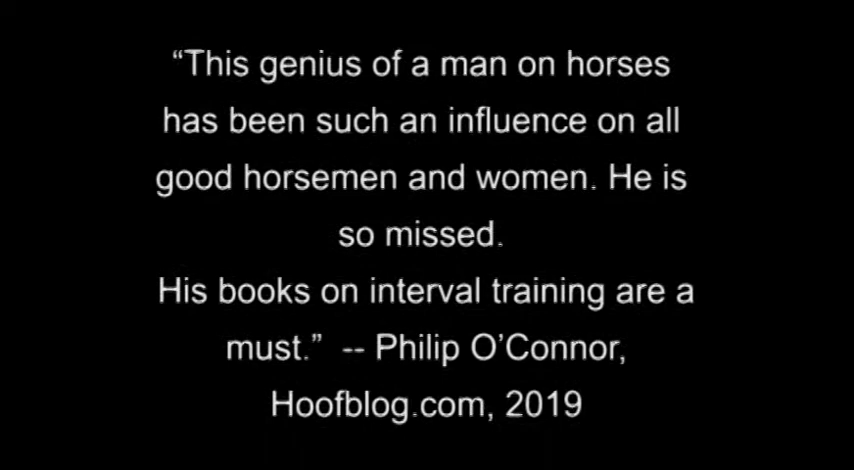 “This genius of a man on horses
has been such an influence on all
good horsemen and women. He is
so missed.
His books on interval training are a
must.”  -- Philip O’Connor,
Hoofblog.com, 2019